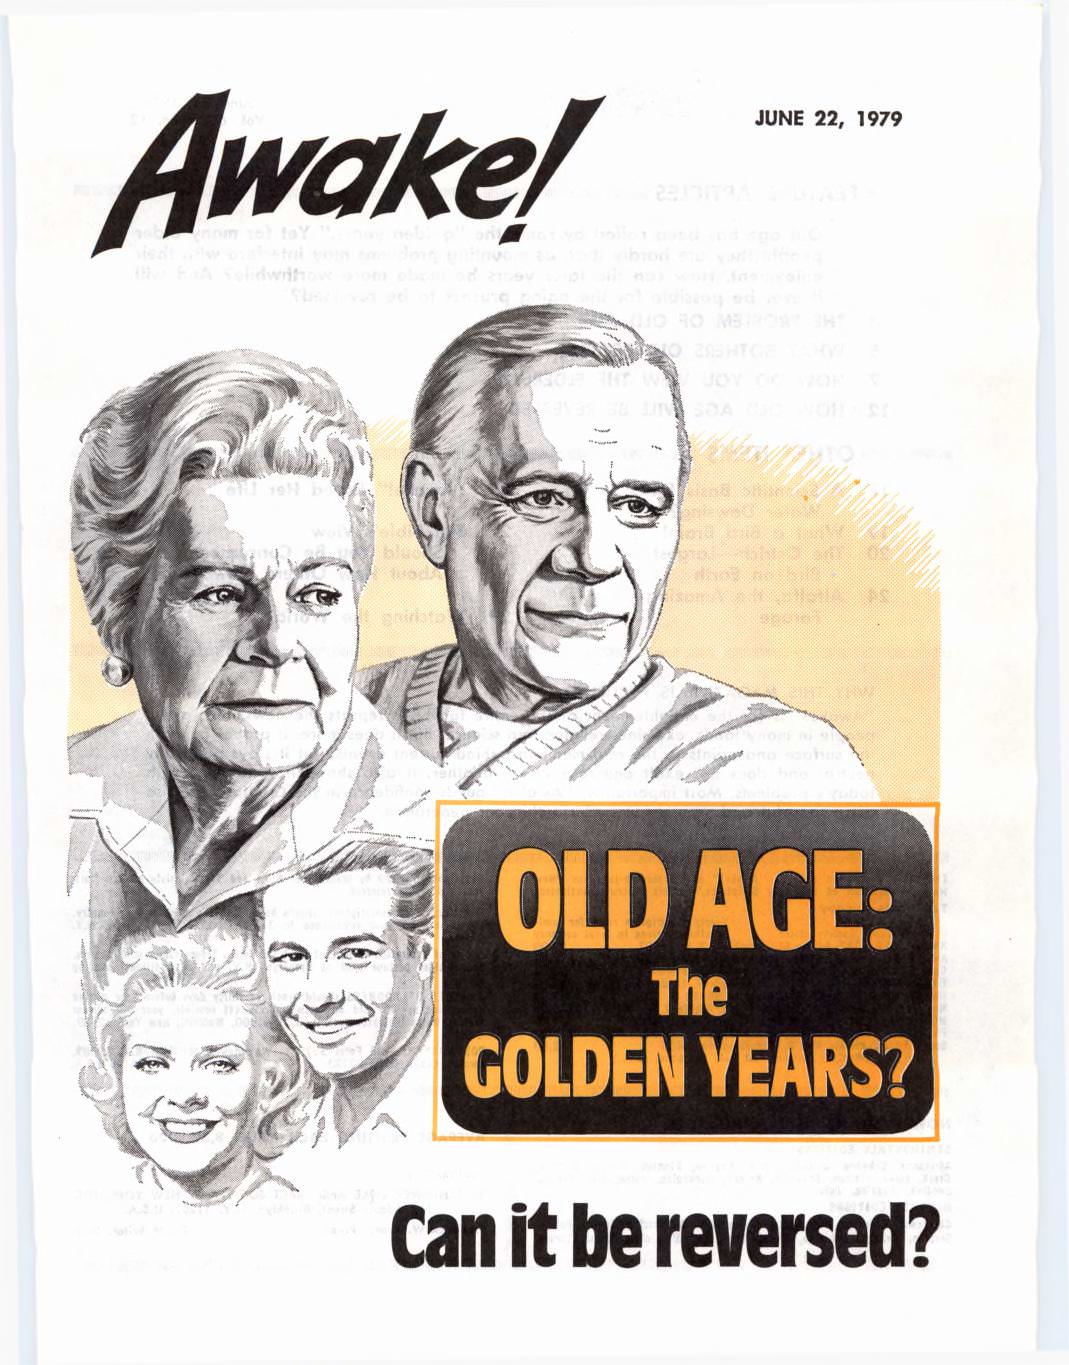 Awake!
JUNE 22, 1979
OLD AGE:
The
GOLDEN YEARS?
Can it be reversed?